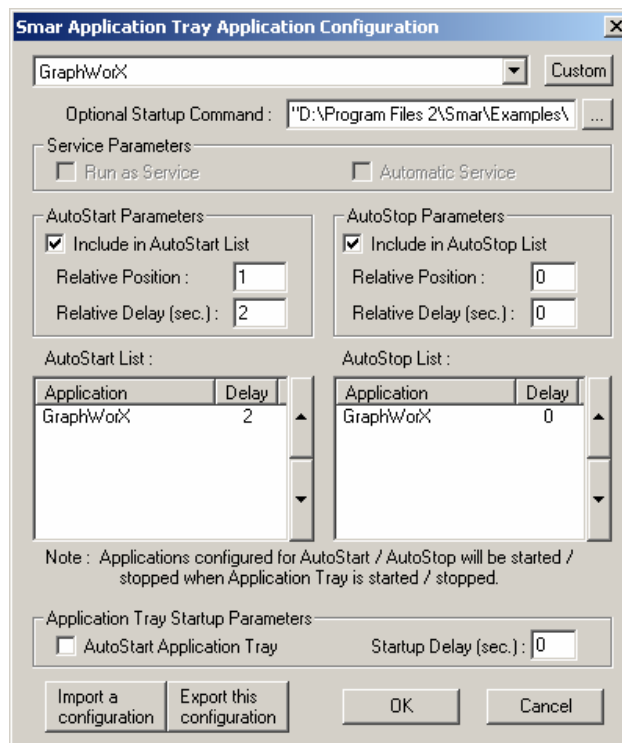 Smar Application Tray Application Configuration
GraphWorX
Custom
Optional Startup Command :
"D:\Program Files 2\Smar\Examples\
...
Service Parameters
Run as Service
Automatic Service
AutoStart Parameters
Include in AutoStart List
Relative Position :
1
Relative Delay (sec.) :
2
AutoStop Parameters
Include in AutoStop List
Relative Position :
0
Relative Delay (sec.) :
0
AutoStart List :
Application Delay
GraphWorX 2
AutoStop List :
Application Delay
GraphWorX 0
Note : Applications configured for AutoStart / AutoStop will be started /
stopped when Application Tray is started / stopped.
Application Tray Startup Parameters
AutoStart Application Tray
Startup Delay (sec.) :
0
Import a
configuration
Export this
configuration
OK
Cancel